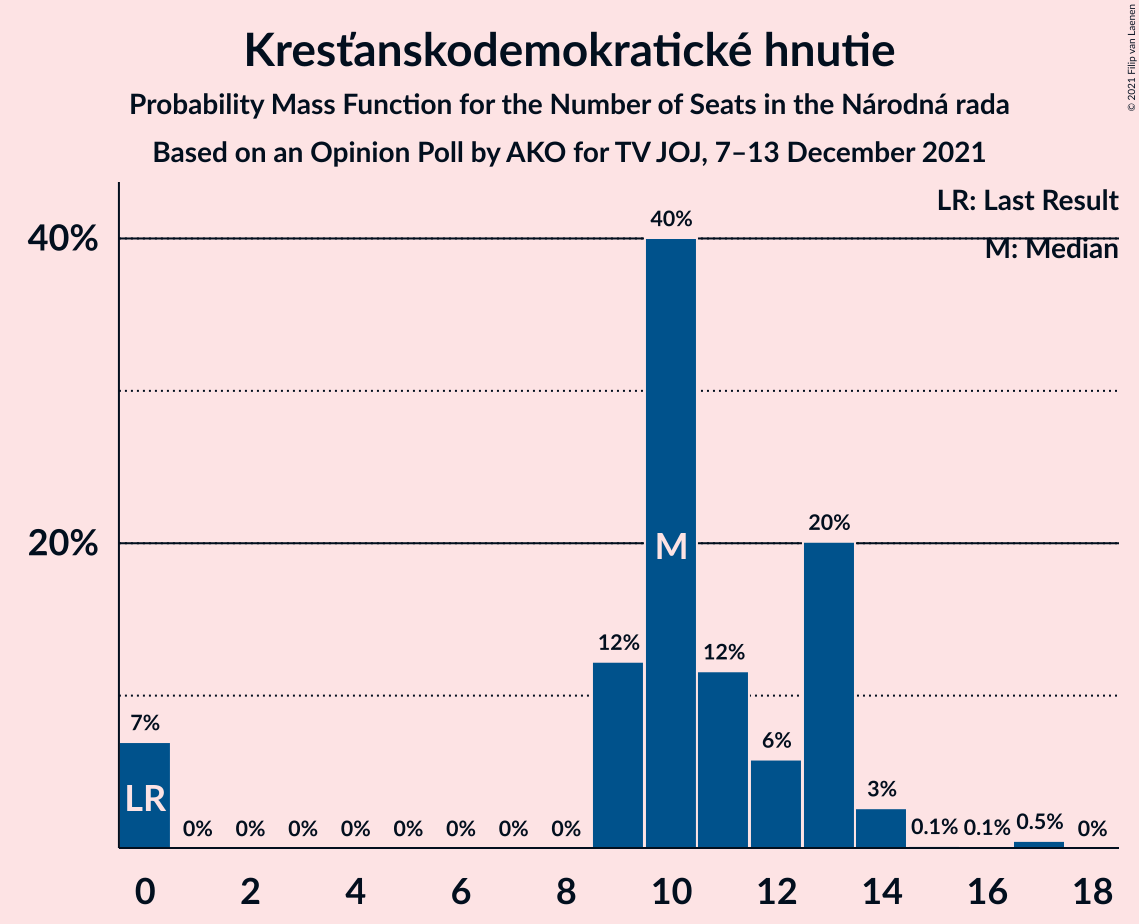 Kresťanskodemokratické hnutie
Probability Mass Function for the Number of Seats in the Národná rada
Based on an Opinion Poll by AKO for TV JOJ, 7–13 December 2021
© 2021 Filip van Laenen
LR: Last Result
M: Median
40%
20%
7%
0%
0%
0%
0%
0%
0%
0%
0%
12%
40%
12%
6%
20%
3%
0.1%
0.1%
0.5%
0%
LR
M
0 2 4 6 8 10 12 14 16 18